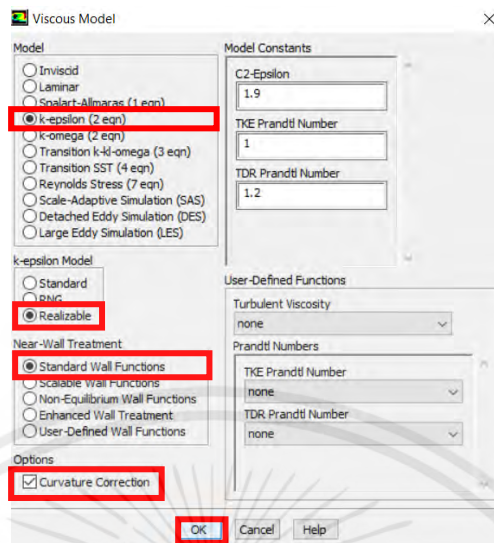 Viscous Model
Model
Inviscid
Laminar
Spalart-Allmaras (1 eqn)
k-epsilon (2 eqn)
k-omega (2 eqn)
Transition k-kl-omega (3 eqn)
Transition SST (4 eqn)
Reynolds Stress (7 eqn)
Scale-Adaptive Simulation (SAS)
Detached Eddy Simulation (DES)
Large Eddy Simulation (LES)
k-epsilon Model
Standard
RNG
Realizable
Near-Wall Treatment
Standard Wall Functions
Scalable Wall Functions
Non-Equilibrium Wall Functions
Enhanced Wall Treatment
User-Defined Wall Functions
Options
Curvature Correction
Model Constants
C2-Epsilon
1.9
TKE Prandtl Number
1
TDR Prandtl Number
1.2
User-Defined Functions
Turbulent Viscosity
none
Prandtl Numbers
TKE Prandtl Number
none
TDR Prandtl Number
none
OK
Cancel
Help